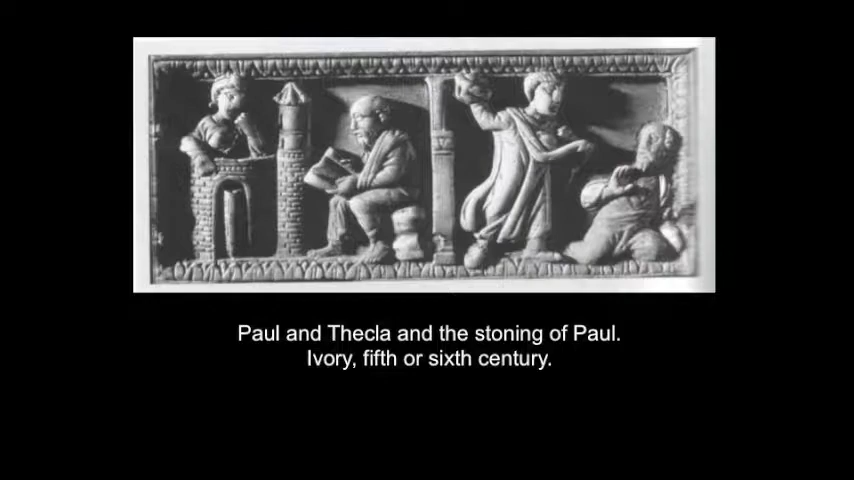 Paul and Thecla and the stoning of Paul.
Ivory, fifth or sixth century.